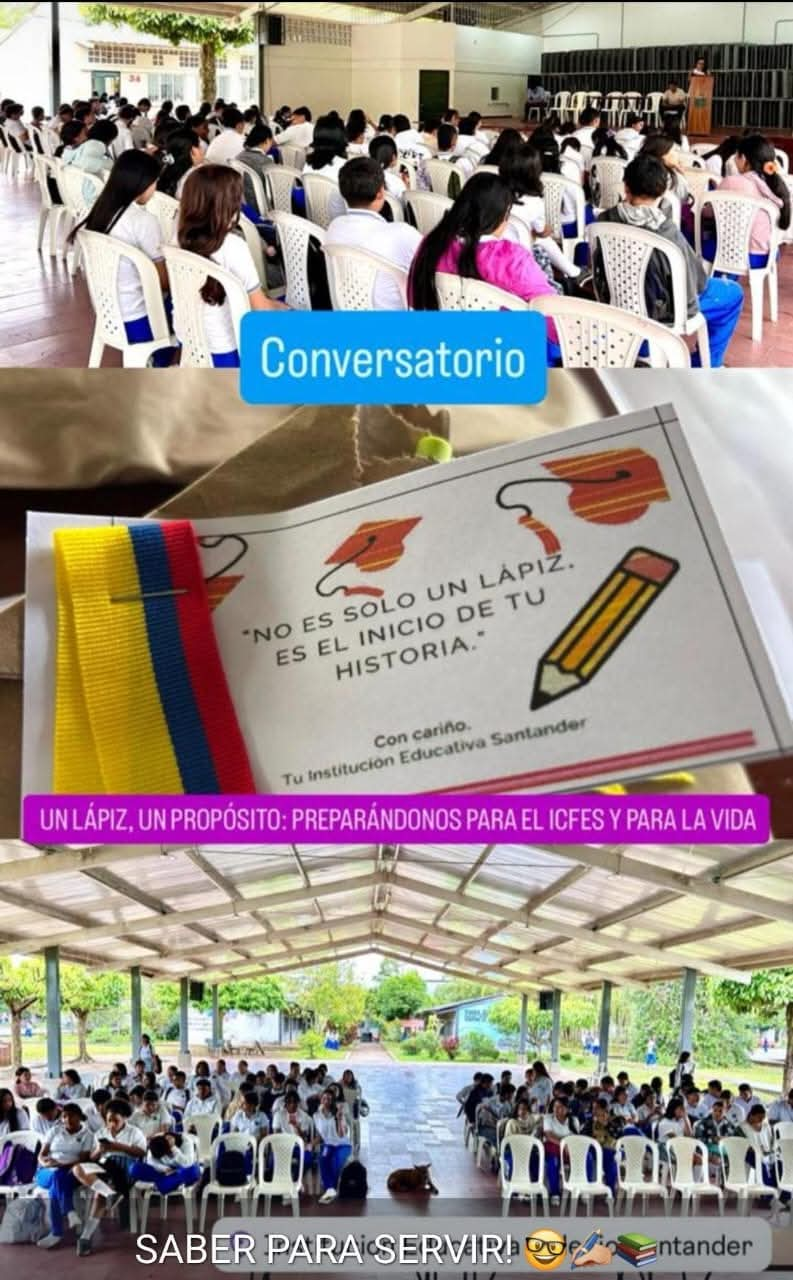 34
Conversatorio
"NO ES SOLO UN LÁPIZ.
ES EL INICIO DE TU
HISTORIA."
Con cariño.
Tu Institución Educativa Santander
UN LÁPIZ, UN PROPÓSITO: PREPARÁNDONOS PARA EL ICFES Y PARA LA VIDA
SABER PARA SERVIR! 🤓✍🏻📚